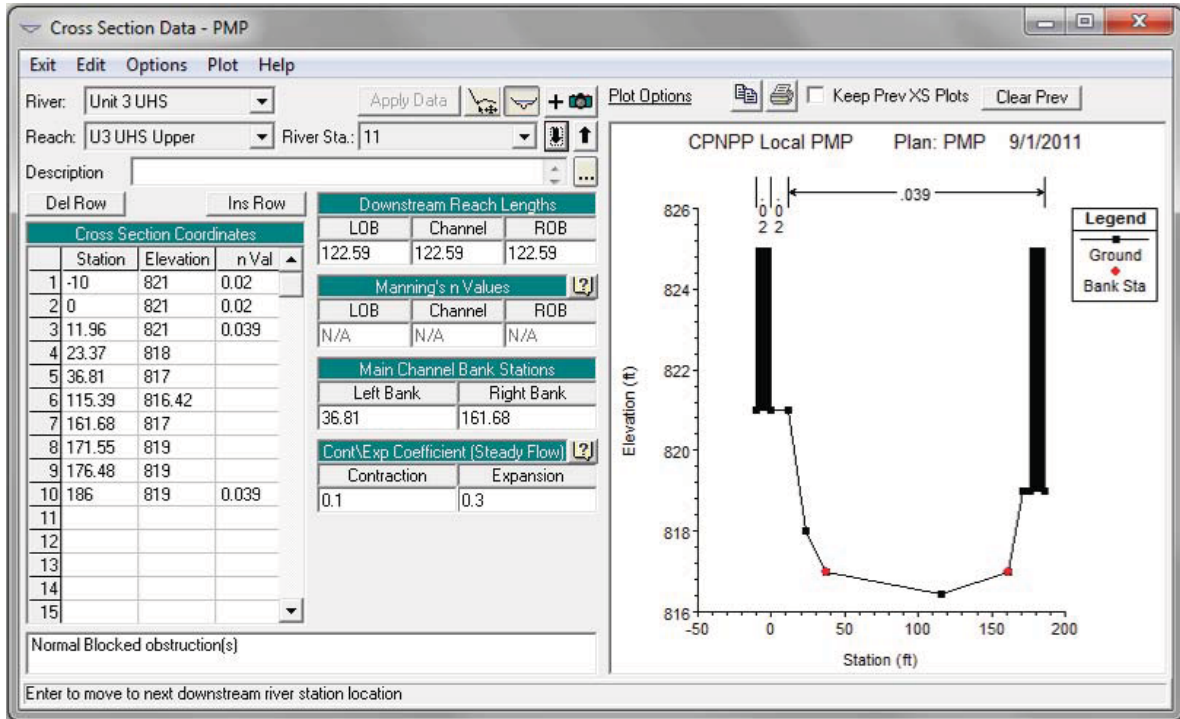 Cross Section Data - PMP
Exit Edit Options Plot Help
River: Unit 3 UHS Apply Data
Reach: U3 UHS Upper River Sta.: 11
Description ...
Del Row Ins Row
Cross Section Coordinates
Station Elevation n Val
1 -10 821 0.02
2 0 821 0.02
3 11.96 821 0.039
4 23.37 818
5 36.81 817
6 115.39 816.42
7 161.68 817
8 171.55 819
9 176.48 819
10 186 819 0.039
11
12
13
14
15
Downstream Reach Lengths
LOB Channel ROB
122.59 122.59 122.59
Manning's n Values
LOB Channel ROB
N/A N/A N/A
Main Channel Bank Stations
Left Bank Right Bank
36.81 161.68
Cont\Exp Coefficient (Steady Flow)
Contraction Expansion
0.1 0.3
Normal Blocked obstruction(s)
Enter to move to next downstream river station location
Plot Options Keep Prev XS Plots Clear Prev
CPNPP Local PMP Plan: PMP 9/1/2011
.02 .02 .039
826
824
822
820
818
816
Elevation (ft)
-50 0 50 100 150 200
Station (ft)
Legend
Ground
Bank Sta